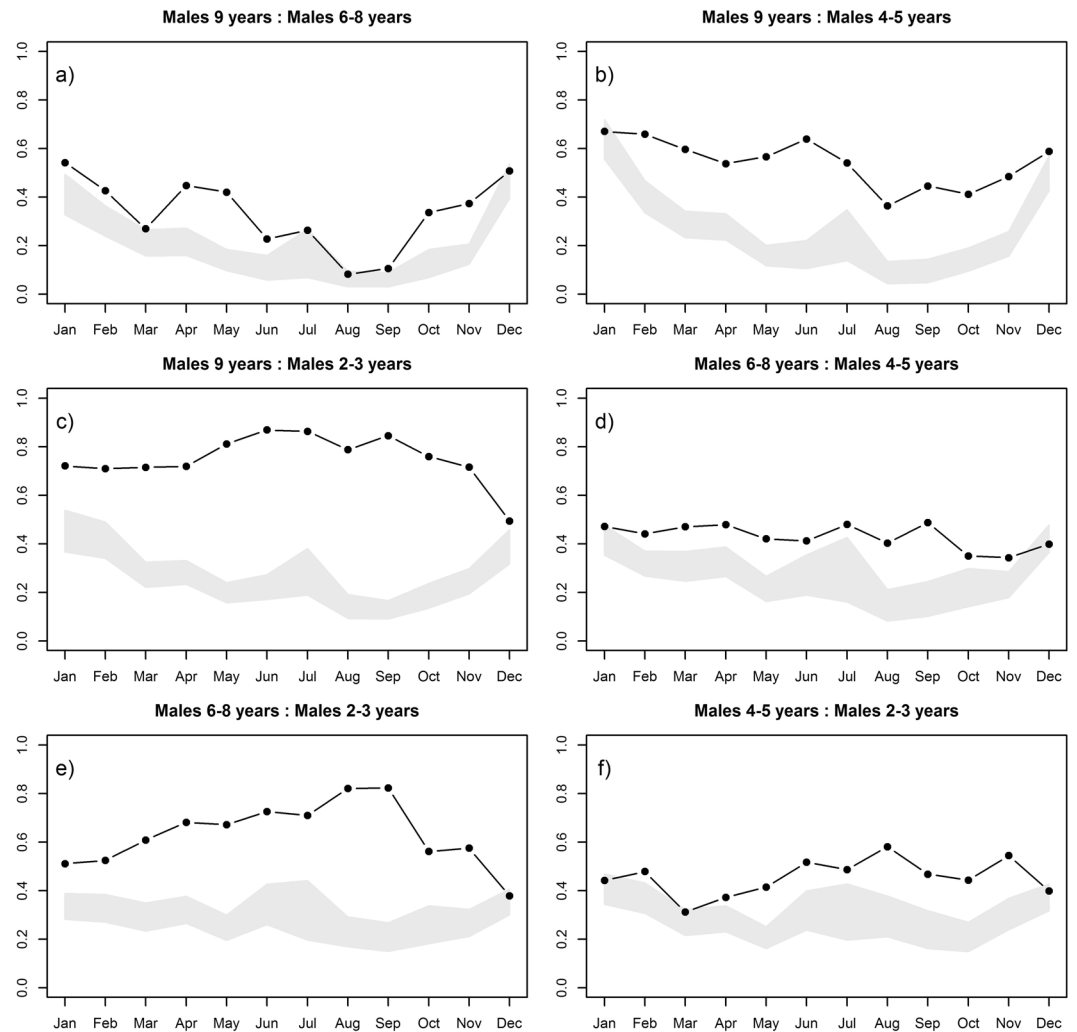 Males 9 years : Males 6-8 years
a)
1.0
0.8
0.6
0.4
0.2
0.0
Jan Feb Mar Apr May Jun Jul Aug Sep Oct Nov Dec
Males 9 years : Males 4-5 years
b)
1.0
0.8
0.6
0.4
0.2
0.0
Jan Feb Mar Apr May Jun Jul Aug Sep Oct Nov Dec
Males 9 years : Males 2-3 years
c)
1.0
0.8
0.6
0.4
0.2
0.0
Jan Feb Mar Apr May Jun Jul Aug Sep Oct Nov Dec
Males 6-8 years : Males 4-5 years
d)
1.0
0.8
0.6
0.4
0.2
0.0
Jan Feb Mar Apr May Jun Jul Aug Sep Oct Nov Dec
Males 6-8 years : Males 2-3 years
e)
1.0
0.8
0.6
0.4
0.2
0.0
Jan Feb Mar Apr May Jun Jul Aug Sep Oct Nov Dec
Males 4-5 years : Males 2-3 years
f)
1.0
0.8
0.6
0.4
0.2
0.0
Jan Feb Mar Apr May Jun Jul Aug Sep Oct Nov Dec